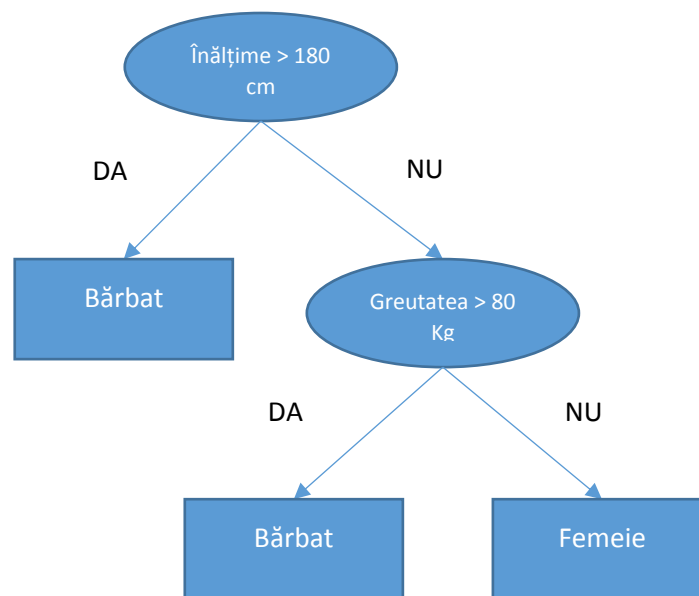 Înălțime > 180
cm
DA
NU
Bărbat
Greutatea > 80
Kg
DA
NU
Bărbat
Femeie